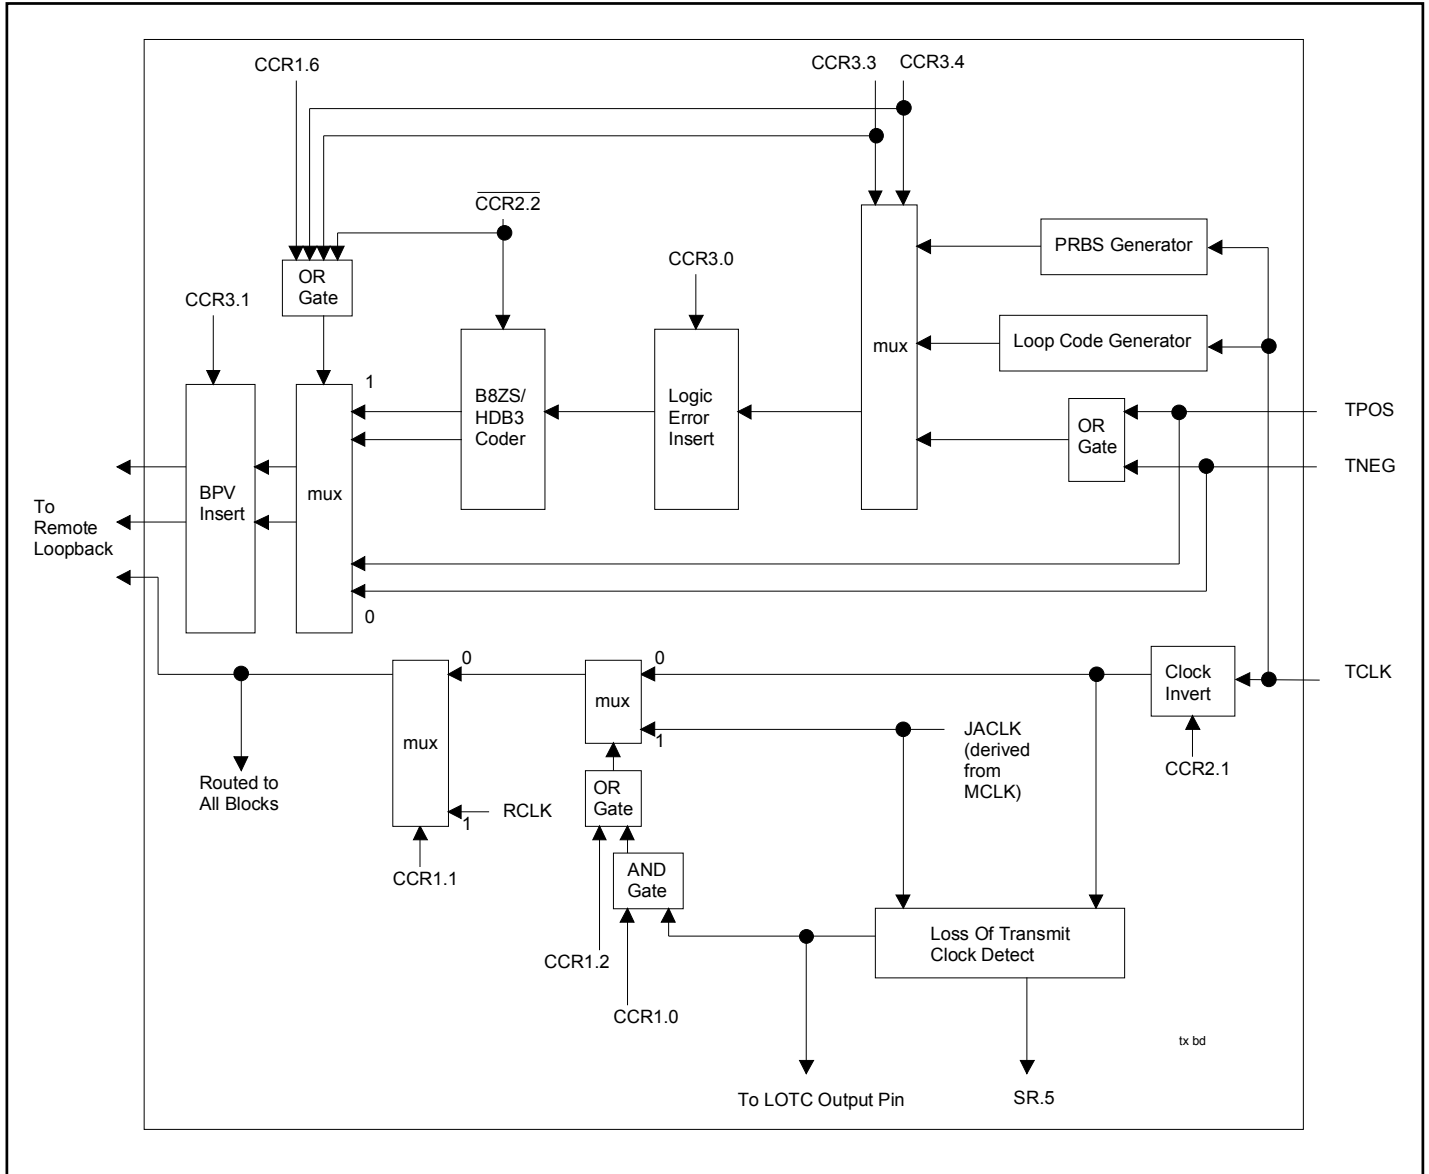 CCR1.6
CCR3.3
CCR3.4
CCR2.2
PRBS Generator
OR
Gate
CCR3.0
CCR3.1
Loop Code Generator
mux
1
B8ZS/
HDB3
Coder
Logic
Error
Insert
OR
Gate
TPOS
TNEG
BPV
Insert
mux
To
Remote
Loopback
0
0
0
Clock
Invert
TCLK
mux
mux
1
JACLK
(derived
from
MCLK)
CCR2.1
Routed to
All Blocks
OR
Gate
RCLK
1
CCR1.1
AND
Gate
Loss Of Transmit
Clock Detect
CCR1.2
CCR1.0
tx bd
To LOTC Output Pin
SR.5